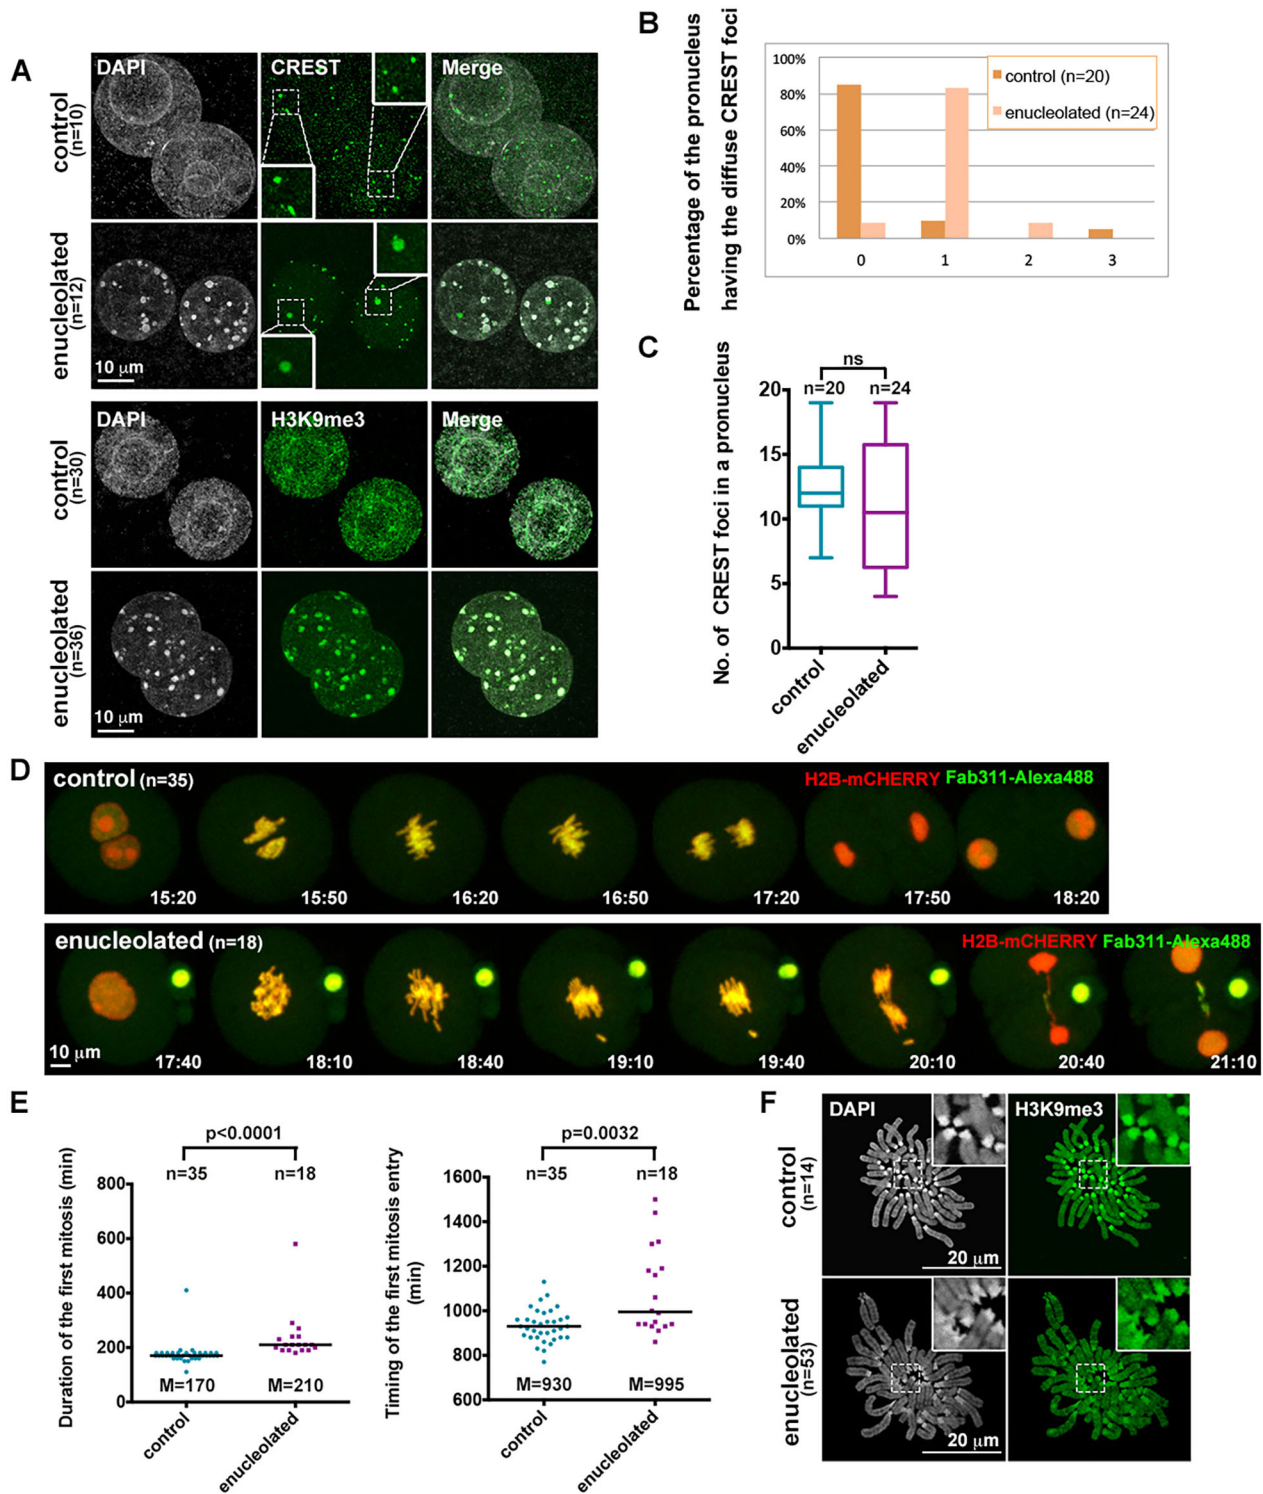 A
DAPI
CREST
Merge
control
(n=10)
enucleolated
(n=12)
10 μm
DAPI
H3K9me3
Merge
control
(n=30)
enucleolated
(n=36)
10 μm
B
Percentage of the pronucleus
having the diffuse CREST foci
100%
80%
60%
40%
20%
0%
0 1 2 3
control (n=20)
enucleolated (n=24)
C
No. of CREST foci in a pronucleus
ns
n=20 n=24
20
15
10
5
0
control
enucleolated
D
control (n=35)
H2B-mCHERRY Fab311-Alexa488
15:20 15:50 16:20 16:50 17:20 17:50 18:20
enucleolated (n=18)
H2B-mCHERRY Fab311-Alexa488
10 μm
17:40 18:10 18:40 19:10 19:40 20:10 20:40 21:10
E
Duration of the first mitosis (min)
p<0.0001
n=35 n=18
800
600
400
200
0
M=170 M=210
control
enucleolated
Timing of the first mitosis entry
(min)
p=0.0032
n=35 n=18
1600
1400
1200
1000
800
600
M=930 M=995
control
enucleolated
F
DAPI
H3K9me3
control
(n=14)
20 μm
enucleolated
(n=53)
20 μm